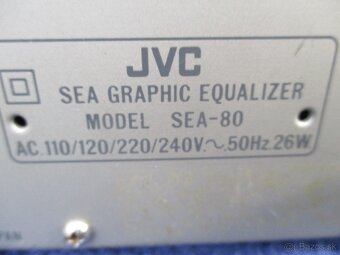 JVC
SEA GRAPHIC EQUALIZER
MODEL SEA-80
AC.110/120/220/240V~.50Hz.26W